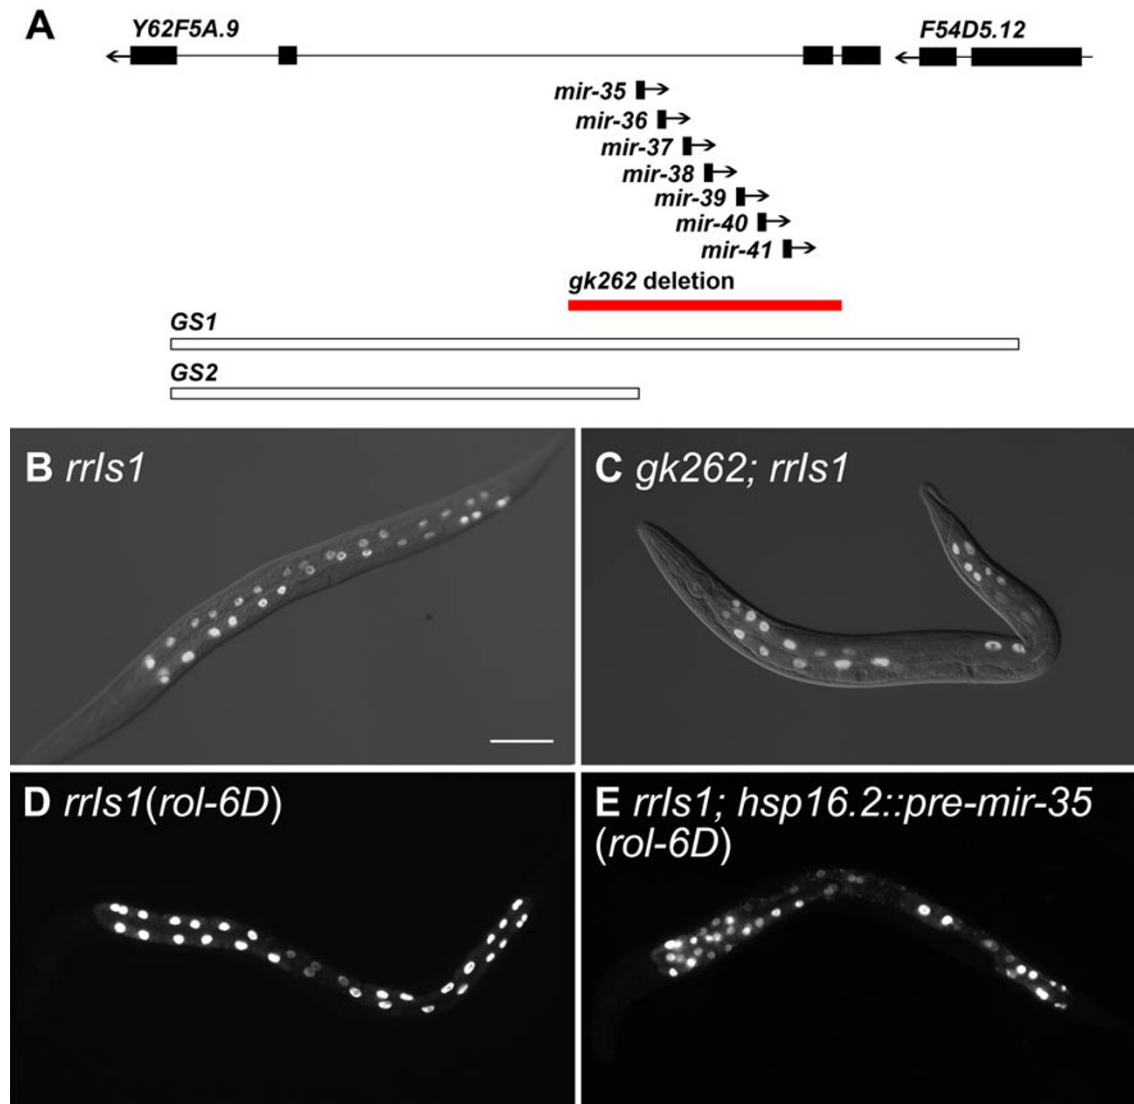 A
Y62F5A.9
F54D5.12
mir-35
mir-36
mir-37
mir-38
mir-39
mir-40
mir-41
gk262 deletion
GS1
GS2
B rrIs1
C gk262; rrIs1
D rrIs1(rol-6D)
E rrIs1; hsp16.2::pre-mir-35
(rol-6D)